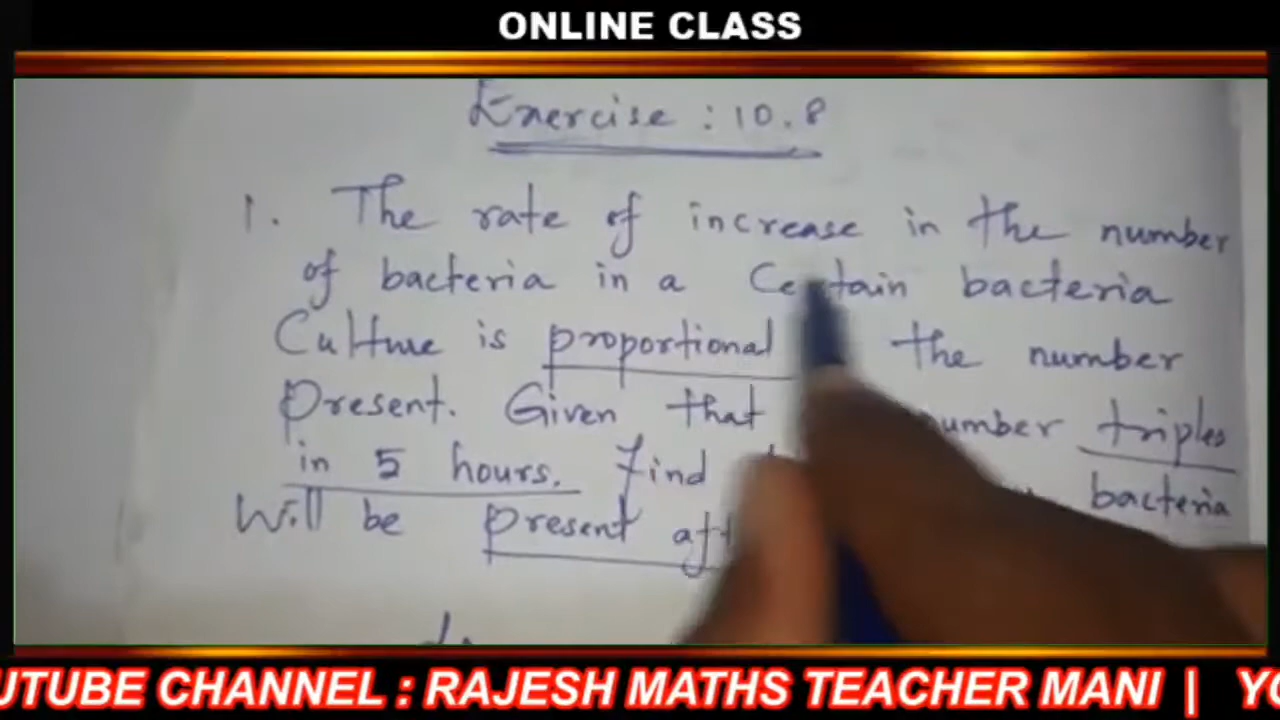 ONLINE CLASS
Exercise : 10.8
1. The rate of increase in the number
of bacteria in a Certain bacteria
Culture is proportional the number
Present. Given that number triples
in 5 hours. Find bacteria
Will be present
UTUBE CHANNEL : RAJESH MATHS TEACHER MANI | YO